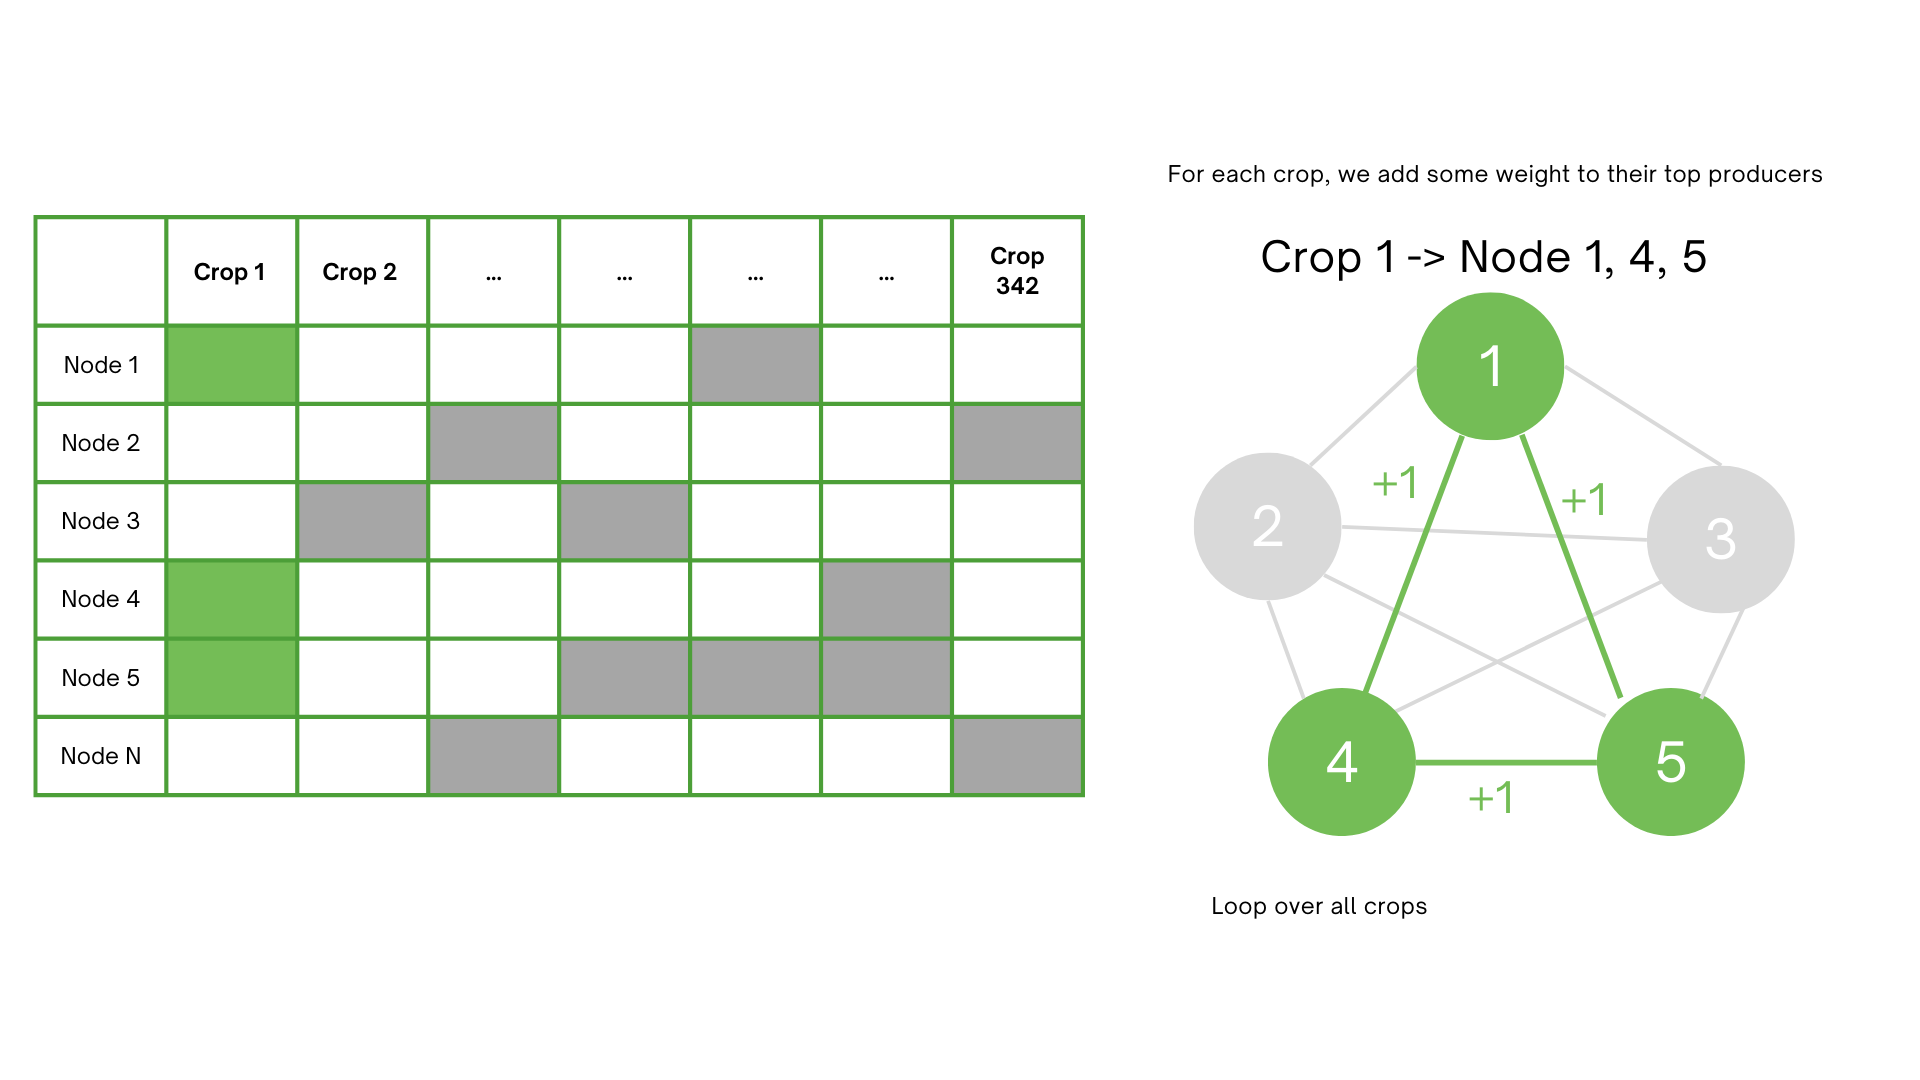 For each crop, we add some weight to their top producers
Crop 1 -> Node 1, 4, 5
Crop 1
Crop 2
...
...
...
...
Crop
342
Node 1
Node 2
Node 3
Node 4
Node 5
Node N
1
+1
+1
2
3
4
5
+1
Loop over all crops